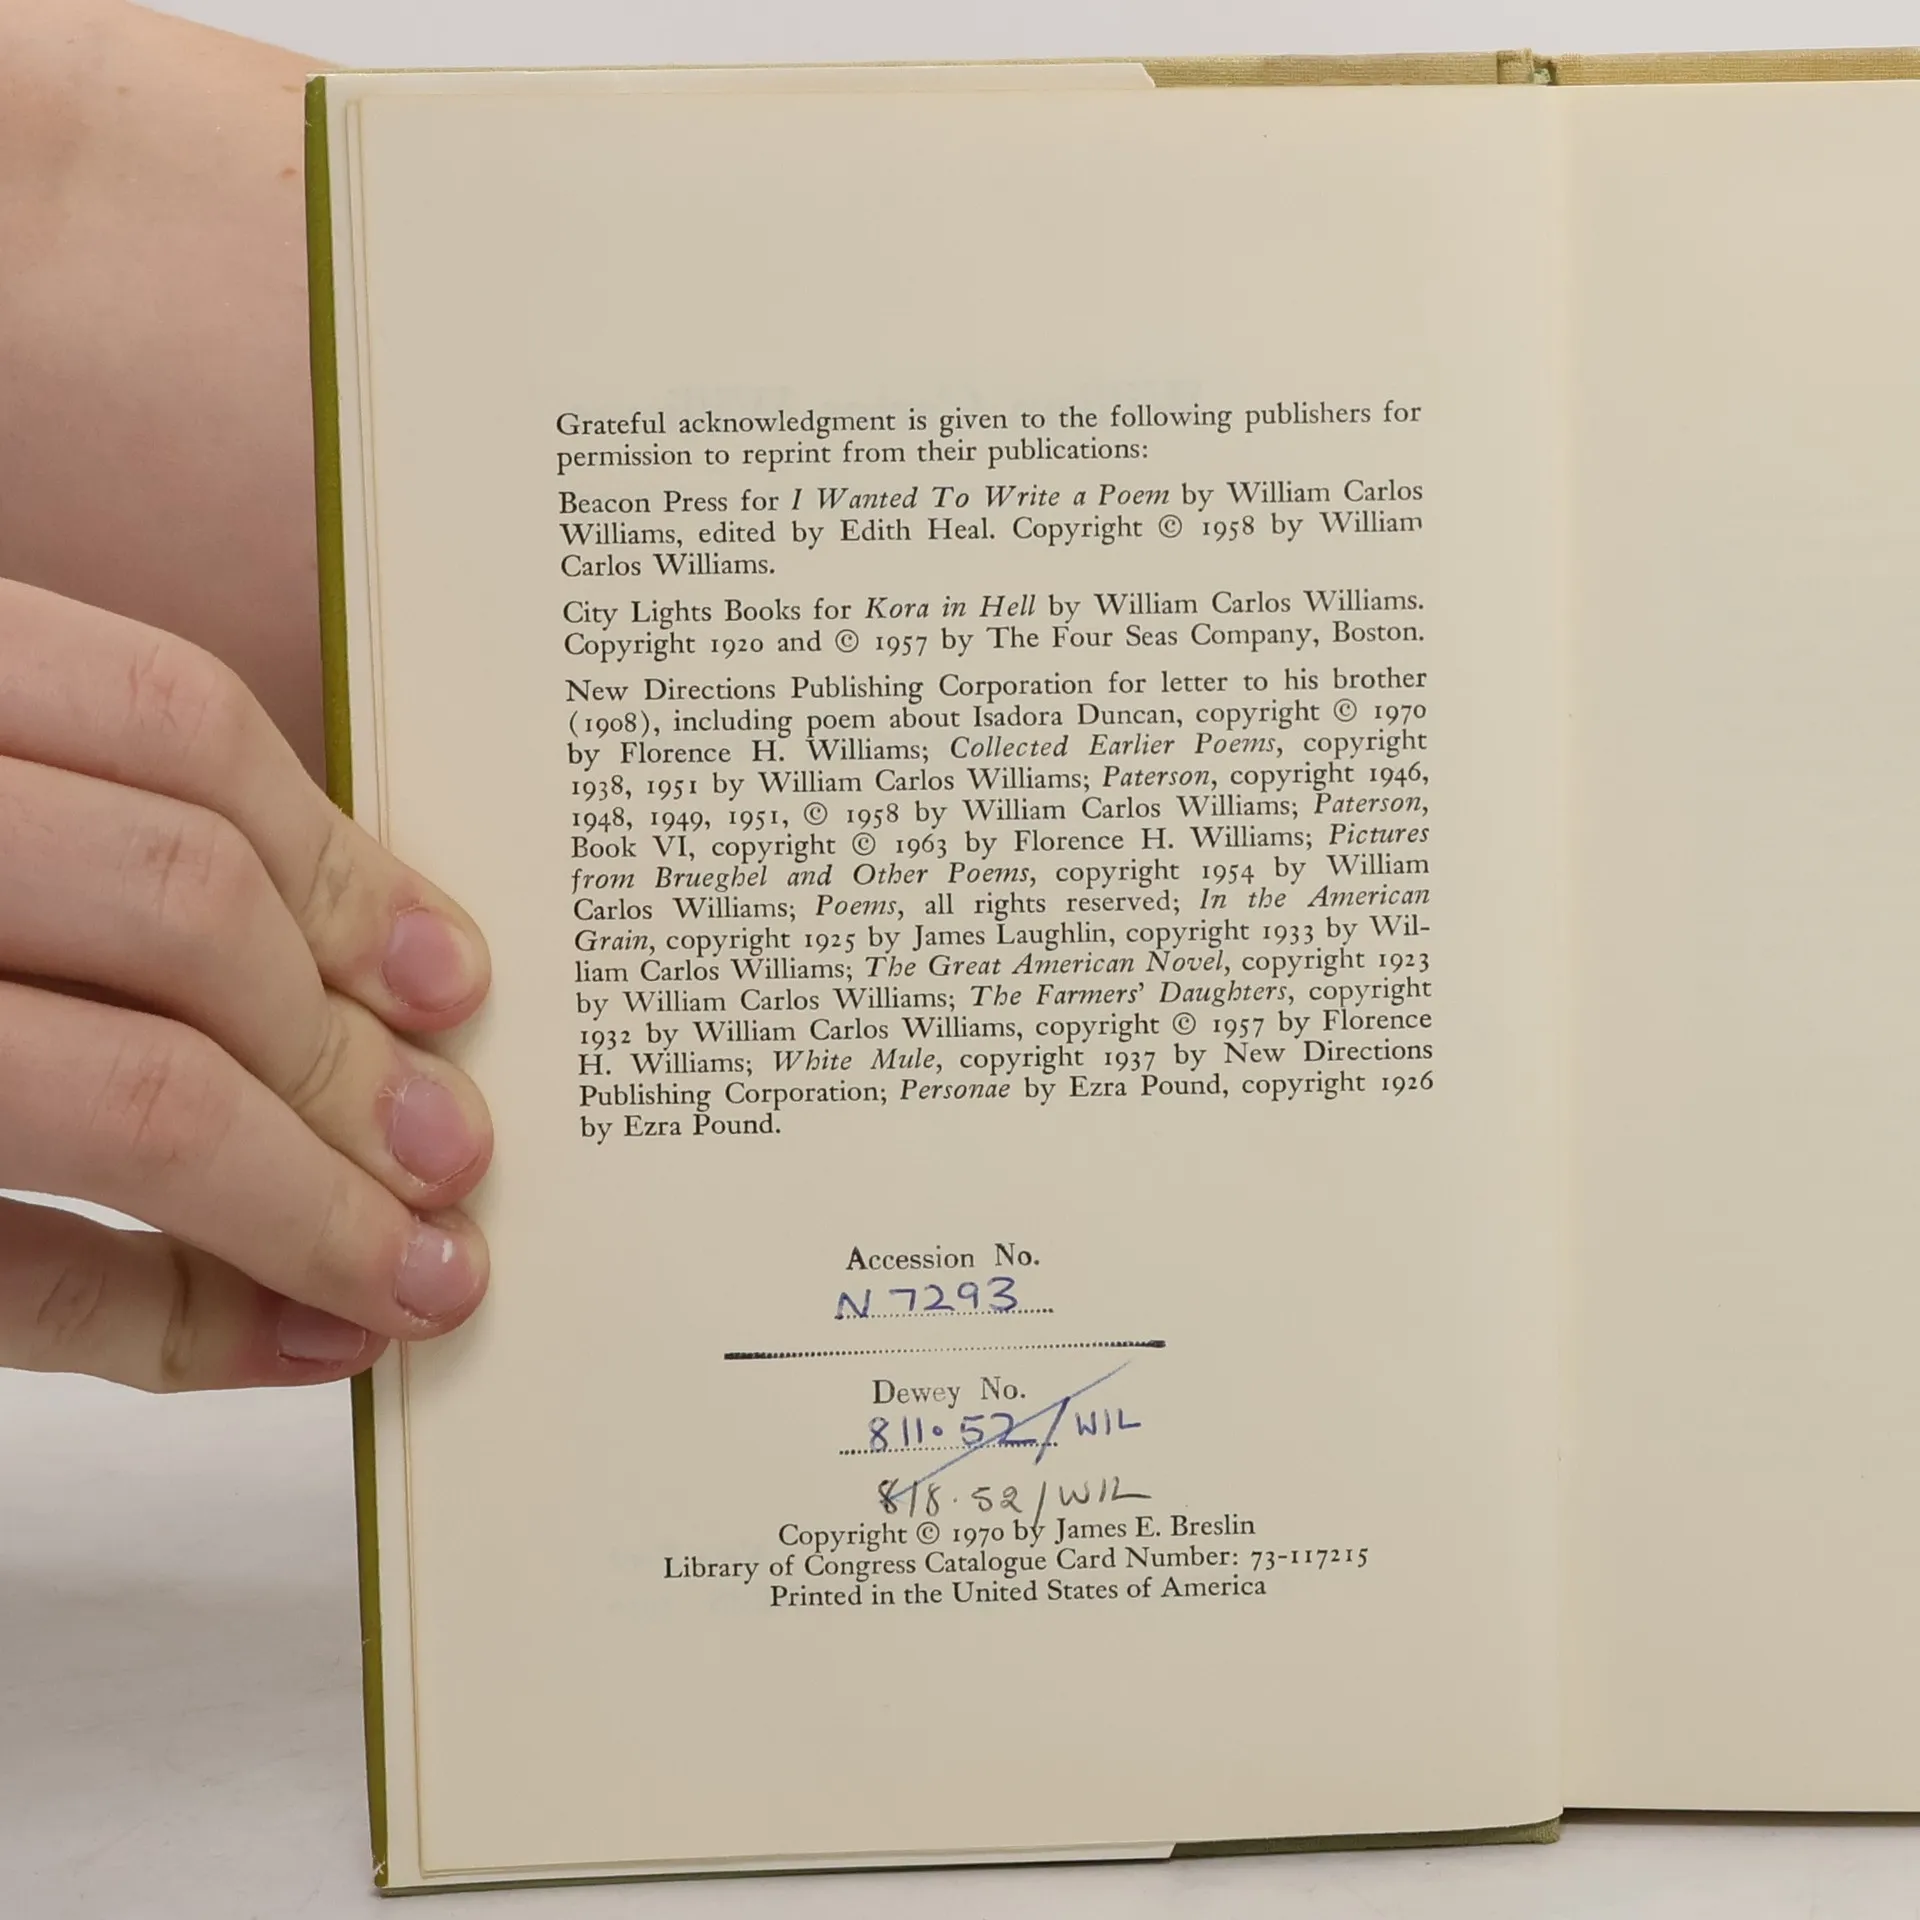 Grateful acknowledgment is given to the following publishers for
permission to reprint from their publications:
Beacon Press for I Wanted To Write a Poem by William Carlos
Williams, edited by Edith Heal. Copyright © 1958 by William
Carlos Williams.
City Lights Books for Kora in Hell by William Carlos Williams.
Copyright 1920 and © 1957 by The Four Seas Company, Boston.
New Directions Publishing Corporation for letter to his brother
(1908), including poem about Isadora Duncan, copyright © 1970
by Florence H. Williams; Collected Earlier Poems, copyright
1938, 1951 by William Carlos Williams; Paterson, copyright 1946,
1948, 1949, 1951, © 1958 by William Carlos Williams; Paterson,
Book VI, copyright © 1963 by Florence H. Williams; Pictures
from Brueghel and Other Poems, copyright 1954 by William
Carlos Williams; Poems, all rights reserved; In the American
Grain, copyright 1925 by James Laughlin, copyright 1933 by Wil-
liam Carlos Williams; The Great American Novel, copyright 1923
by William Carlos Williams; The Farmers' Daughters, copyright
1932 by William Carlos Williams, copyright © 1957 by Florence
H. Williams; White Mule, copyright 1937 by New Directions
Publishing Corporation; Personae by Ezra Pound, copyright 1926
by Ezra Pound.
Accession No.
N 7293
Dewey No.
811.52/WIL
818.52/WIL
Copyright © 1970 by James E. Breslin
Library of Congress Catalogue Card Number: 73-117215
Printed in the United States of America